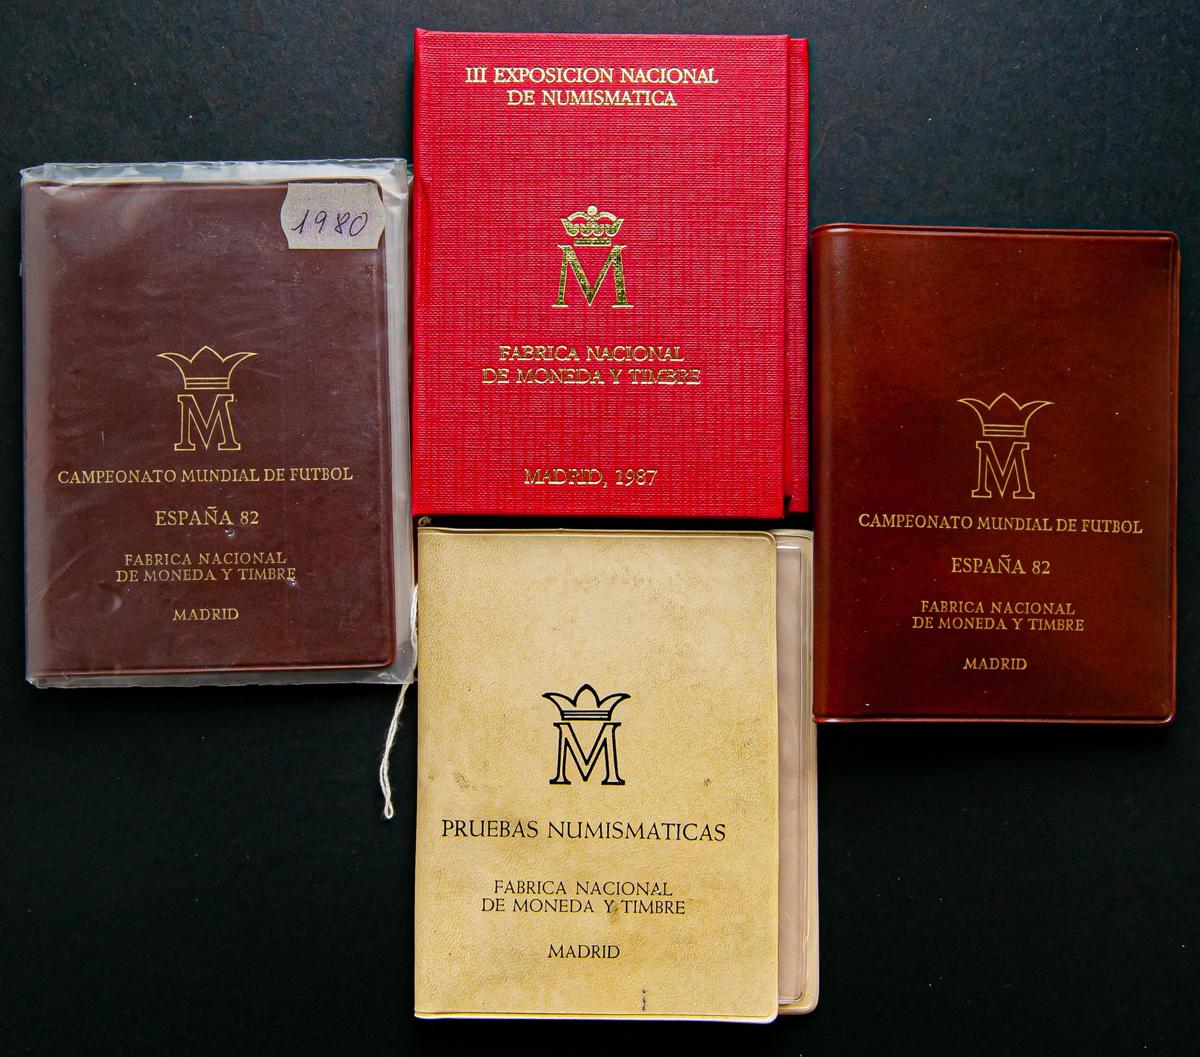 III EXPOSICION NACIONAL
DE NUMISMATICA
M
FABRICA NACIONAL
DE MONEDA Y TIMBRE
MADRID, 1987
1980
M
CAMPEONATO MUNDIAL DE FUTBOL
ESPAÑA 82
FABRICA NACIONAL
DE MONEDA Y TIMBRE
MADRID
M
CAMPEONATO MUNDIAL DE FUTBOL
ESPAÑA 82
FABRICA NACIONAL
DE MONEDA Y TIMBRE
MADRID
M
PRUEBAS NUMISMATICAS
FABRICA NACIONAL
DE MONEDA Y TIMBRE
MADRID